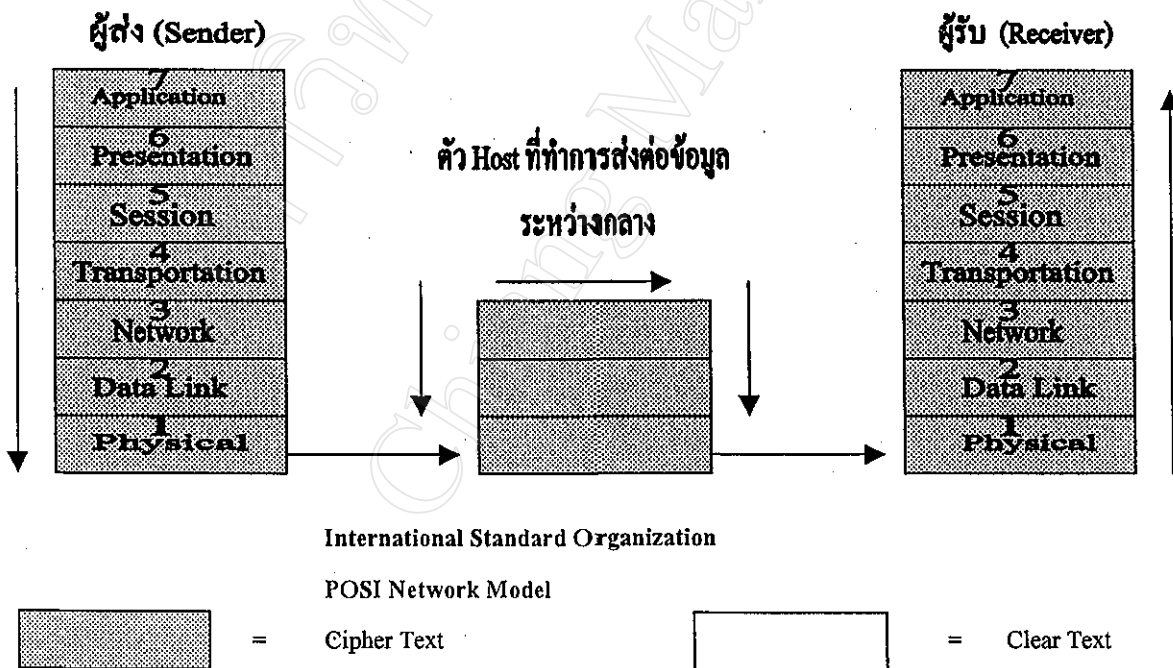 ผู้ส่ง (Sender)
ผู้รับ (Receiver)
7
Application
6
Presentation
5
Session
4
Transportation
3
Network
2
Data Link
1
Physical
ตัว Host ที่ทำการส่งต่อข้อมูล
ระหว่างกลาง
7
Application
6
Presentation
5
Session
4
Transportation
3
Network
2
Data Link
1
Physical
International Standard Organization
POSI Network Model
= Cipher Text
= Clear Text